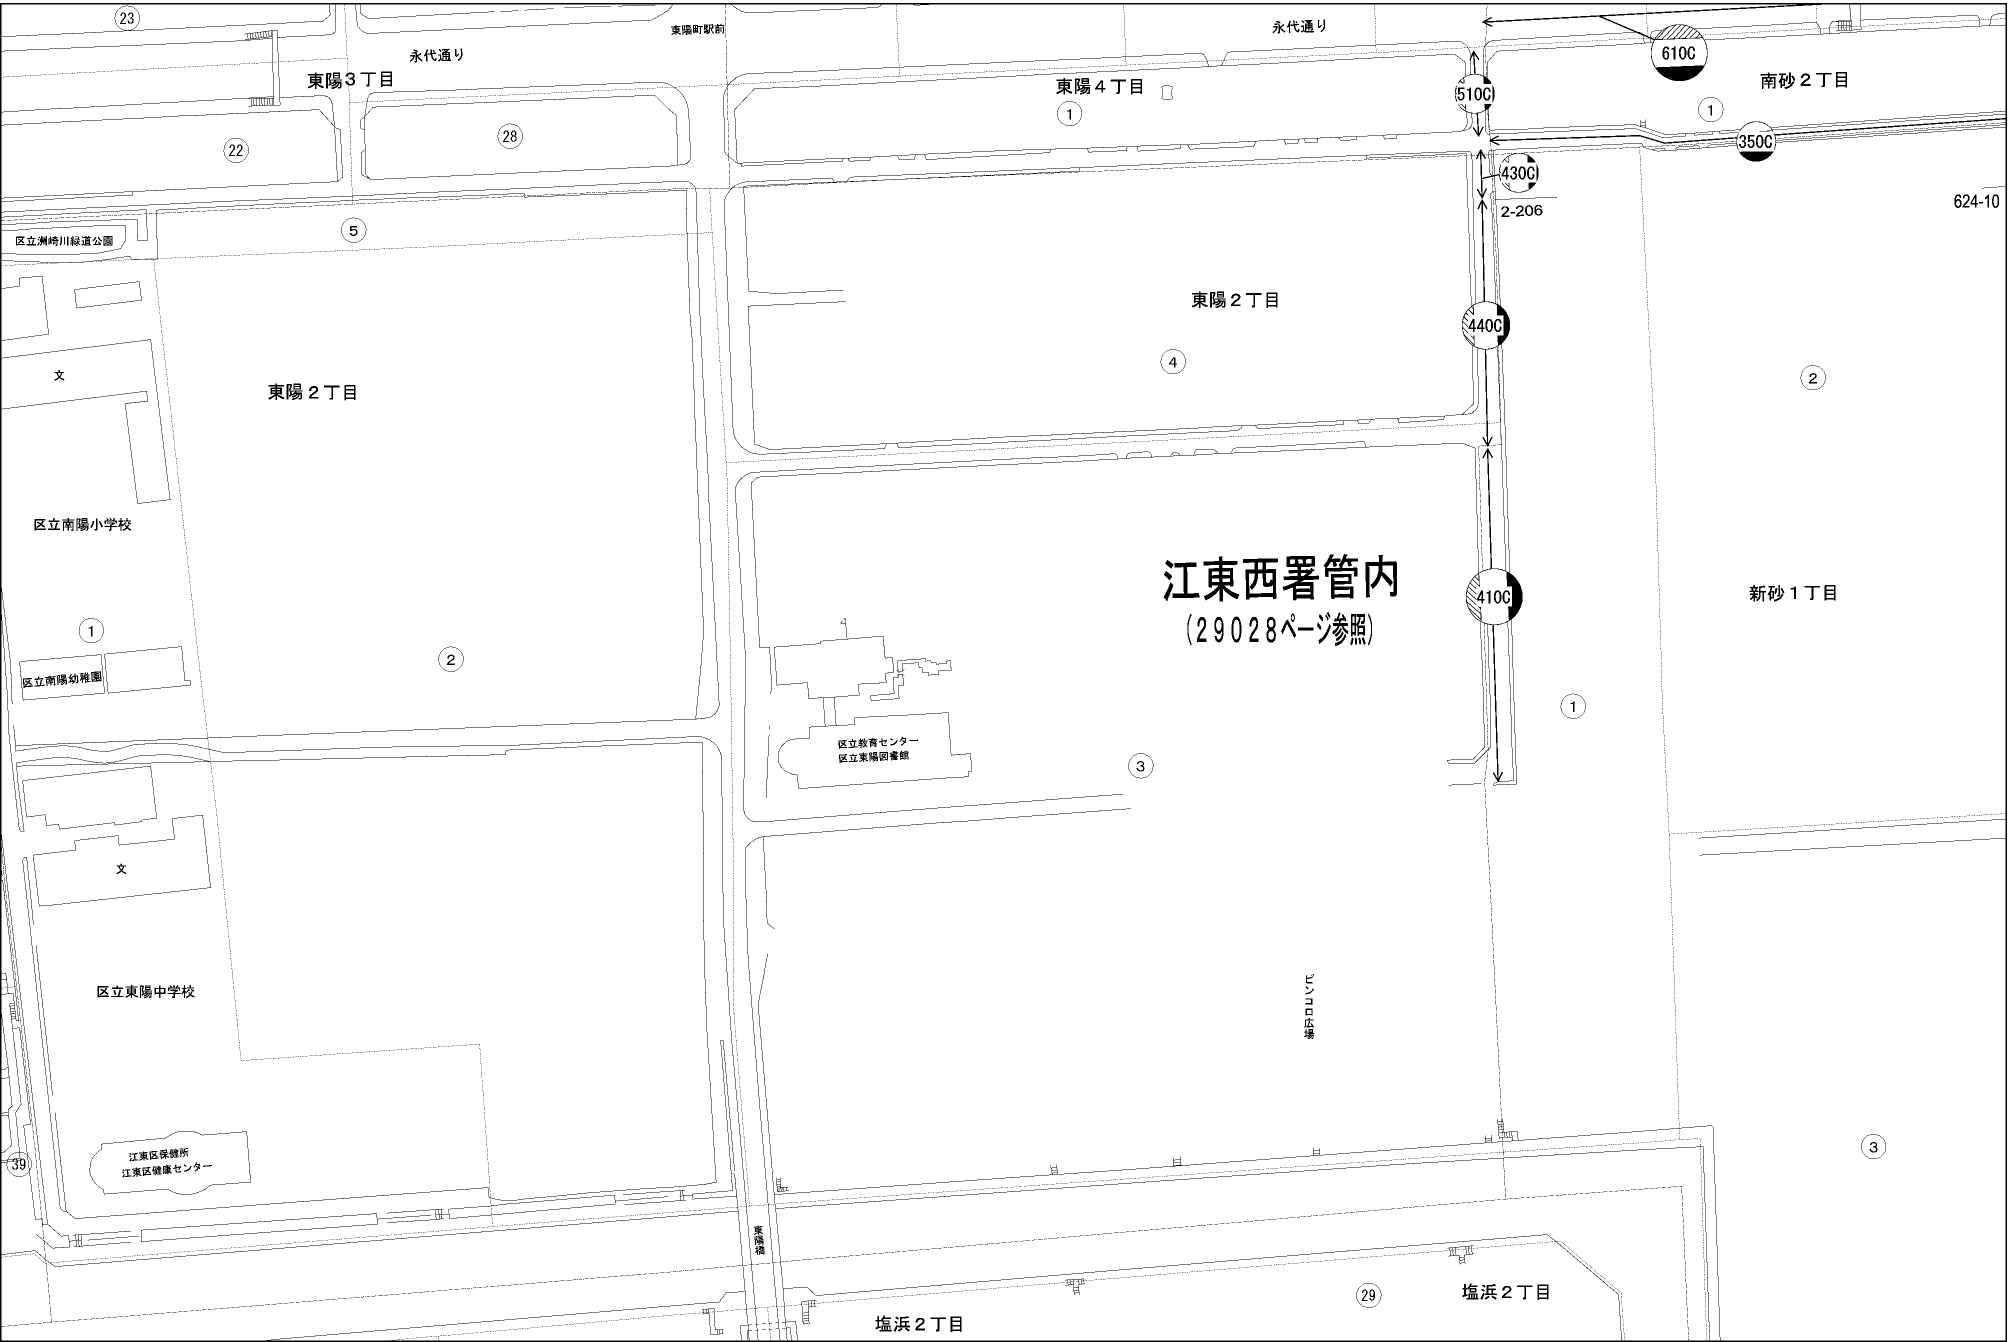 23
永代通り
東陽町駅前
永代通り
610C
東陽３丁目
東陽４丁目
510C
南砂２丁目
22
28
1
1
350C
430C
624-10
2-206
区立洲崎川緑道公園
5
東陽２丁目
440C
文
東陽２丁目
4
2
区立南陽小学校
江東西署管内
(29028ページ参照)
410C
新砂１丁目
1
区立南陽幼稚園
2
4
1
区立教育センター
区立東陽図書館
3
文
区立東陽中学校
ピンコロ広場
江東区保健所
江東区健康センター
39
3
東陽橋
29
塩浜２丁目
塩浜２丁目